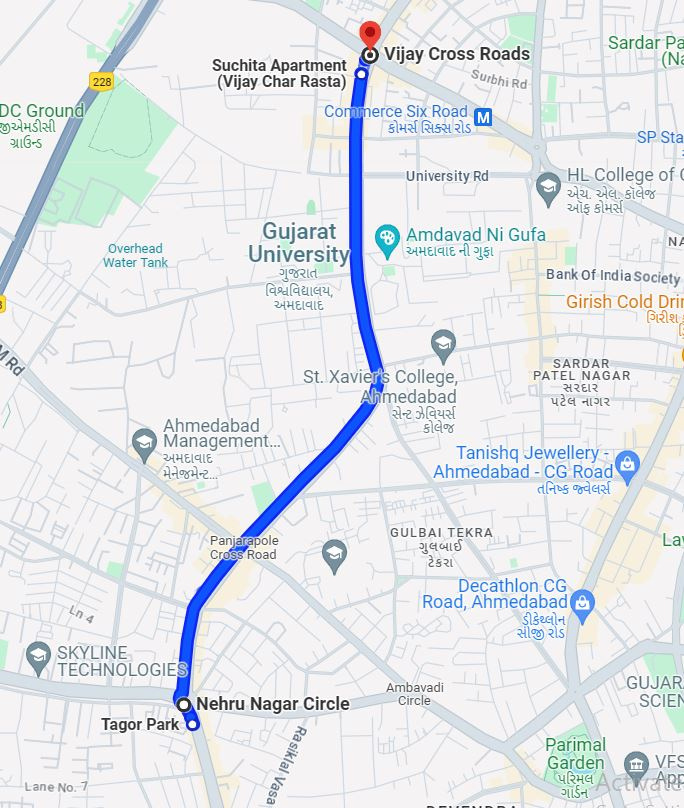 Vijay Cross Roads
Suchita Apartment
(Vijay Char Rasta)
Sardar Pa
(Na
Surbhi Rd
228
DC Ground
જીએમડીસી
ગ્રાઉન્ડ
Commerce Six Road
M
કોમર્સ સિક્સ રોડ
SP Sta
University Rd
HL College of C
એચ. એલ. કૉલેજ
ઑફ કોમર્સ
Gujarat
University
ગુજરાત
વિશ્વવિદ્યાલય,
અમદાવાદ
Amdavad Ni Gufa
અમદાવાદ ની ગુફા
NA
Overhead
Water Tank
Bank Of India Society
Girish Cold Drin
M Rd
St. Xavier's College,
Ahmedabad
સેન્ટ ઝેવિયર્સ
કૉલેજ
SARDAR
PATEL NAGAR
સરદાર
પટેલ નાગર
Ahmedabad
Management...
અમદાવાદ
મેનેજમેન્ટ...
Tanishq Jewellery -
Ahmedabad - CG Road
તનિષ્ક જ્વેલર્સ
Panjarapole
Cross Road
GULBAI TEKRA
ગુલબાઈ
ટેકરા
Law
Decathlon CG
Road, Ahmedabad
ડીકેથ્લોન
સીજી રોડ
Ln 4
SKYLINE
TECHNOLOGIES
Nehru Nagar Circle
Tagor Park
Ambavadi
Circle
GUJAR
SCIEN
Rasiklal Vasa
Parimal
Garden
પરિમલ
ગાર્ડન
VFS
App
Activate
Lane No. 7
DEVENDRA